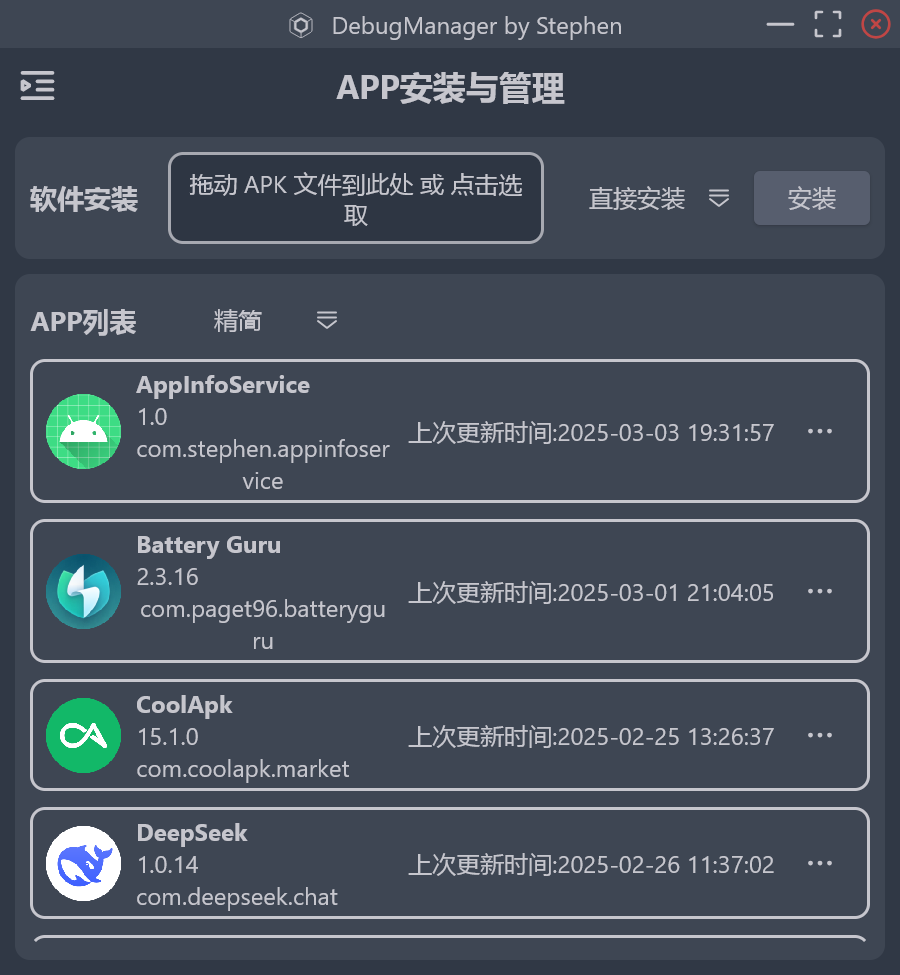 DebugManager by Stephen
APP安装与管理
软件安装
拖动 APK 文件到此处 或 点击选
取
直接安装
安装
APP列表
精简
AppInfoService
1.0
com.stephen.appinfoser
vice
上次更新时间:2025-03-03 19:31:57
Battery Guru
2.3.16
com.paget96.batterygu
ru
上次更新时间:2025-03-01 21:04:05
CoolApk
15.1.0
com.coolapk.market
上次更新时间:2025-02-25 13:26:37
DeepSeek
1.0.14
com.deepseek.chat
上次更新时间:2025-02-26 11:37:02